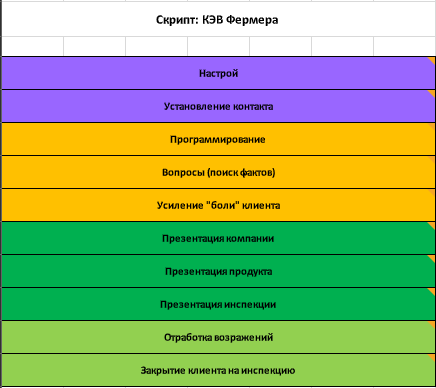 Скрипт: КЭВ Фермера
Настрой
Установление контакта
Программирование
Вопросы (поиск фактов)
Усиление "боли" клиента
Презентация компании
Презентация продукта
Презентация инспекции
Отработка возражений
Закрытие клиента на инспекцию